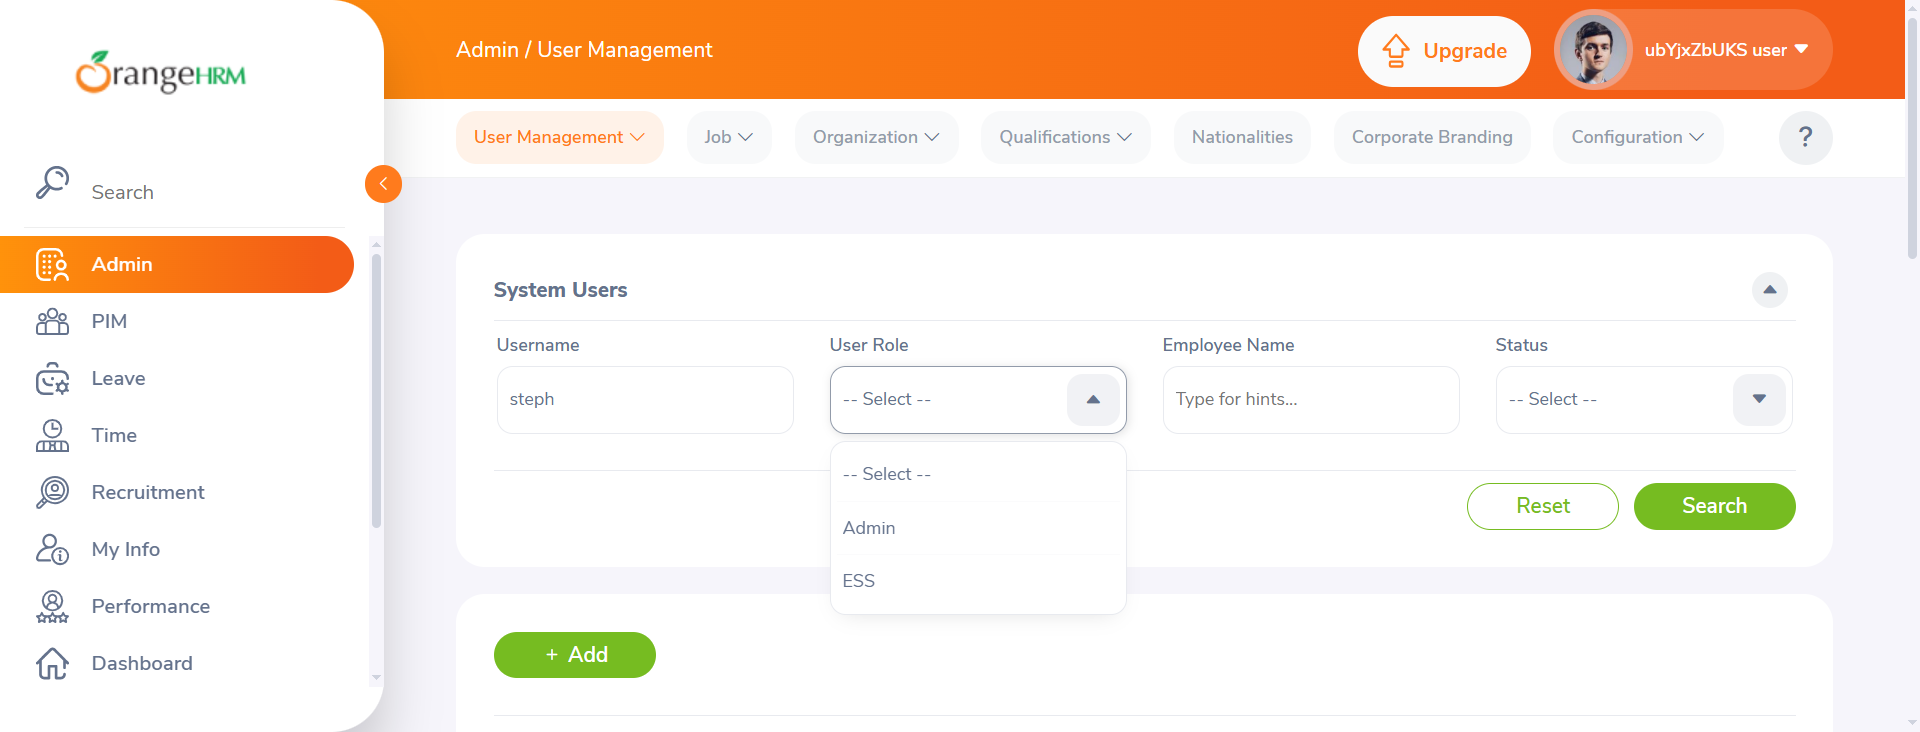 OrangeHRM
Admin / User Management
Upgrade
ubYjxZbUKS user
User Management
Job
Organization
Qualifications
Nationalities
Corporate Branding
Configuration
?
Search
Admin
PIM
Leave
Time
Recruitment
My Info
Performance
Dashboard
System Users
Username
User Role
Employee Name
Status
steph
-- Select --
Type for hints...
-- Select --
-- Select --
Admin
ESS
Reset
Search
+ Add